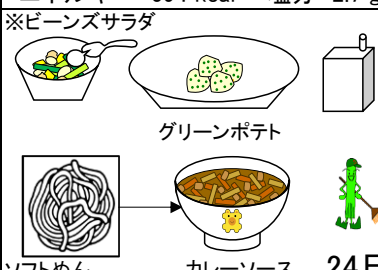 ※ビーンズサラダ
グリーンポテト
ソフトめん
カレーソース
24日